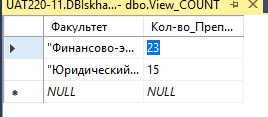 UAT220-11.DBIskha...- dbo.View_COUNT
Факультет Кол-во_Преп...
"Финансово-э... 23
"Юридический... 15
NULL NULL